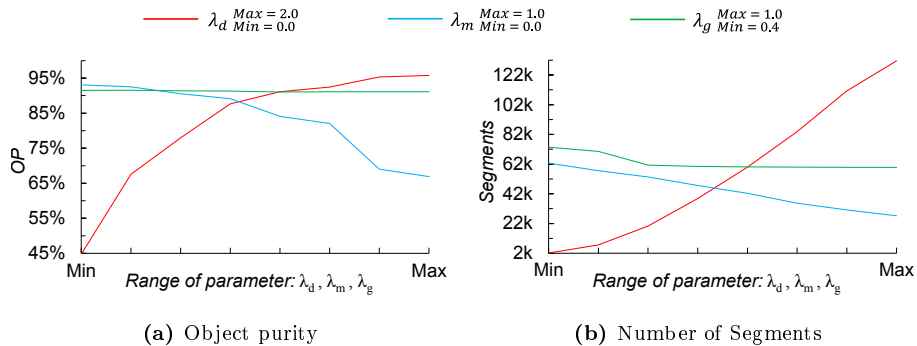 λd Max = 2.0 Min = 0.0
λm Max = 1.0 Min = 0.0
λg Max = 1.0 Min = 0.4
95%
85%
75%
65%
55%
45%
OP
Min
Max
Range of parameter: λd , λm , λg
(a) Object purity
122k
102k
82k
62k
42k
22k
2k
Segments
Min
Max
Range of parameter: λd , λm , λg
(b) Number of Segments